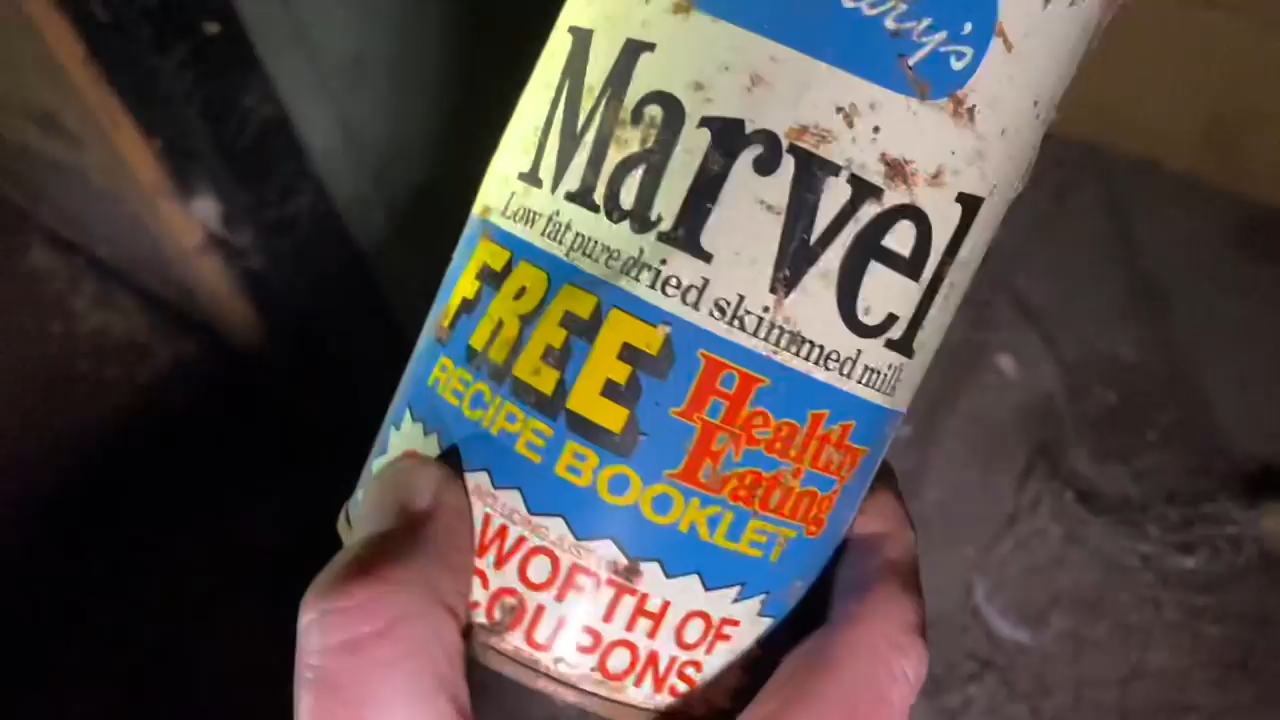 Marvel
Low fat pure dried skimmed milk
FREE
Healthy
Eating
RECIPE BOOKLET
WORTH OF
COUPONS